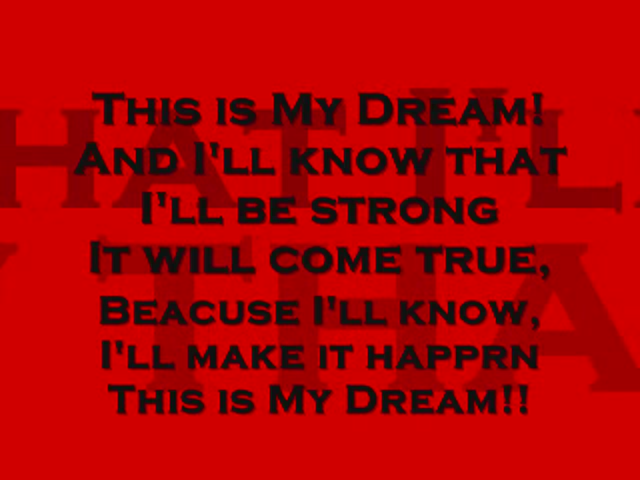 This is My Dream!
And I'll know that
I'll be strong
It will come true,
Beacuse I'll know,
I'll make it happrn
This is My Dream!!